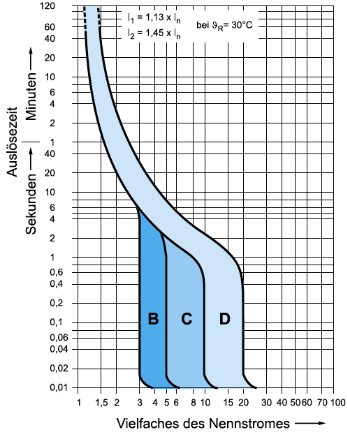 I₁ = 1,13 x Iₙ
I₂ = 1,45 x Iₙ
bei ϑR = 30°C
Auslösezeit
Minuten
Sekunden
120
60
40
20
10
6
4
2
1
40
20
10
6
4
2
1
0,6
0,4
0,2
0,1
0,06
0,04
0,02
0,01
B C D
1 1,5 2 3 4 5 6 8 10 15 20 30 40 50 60 70 100
Vielfaches des Nennstromes